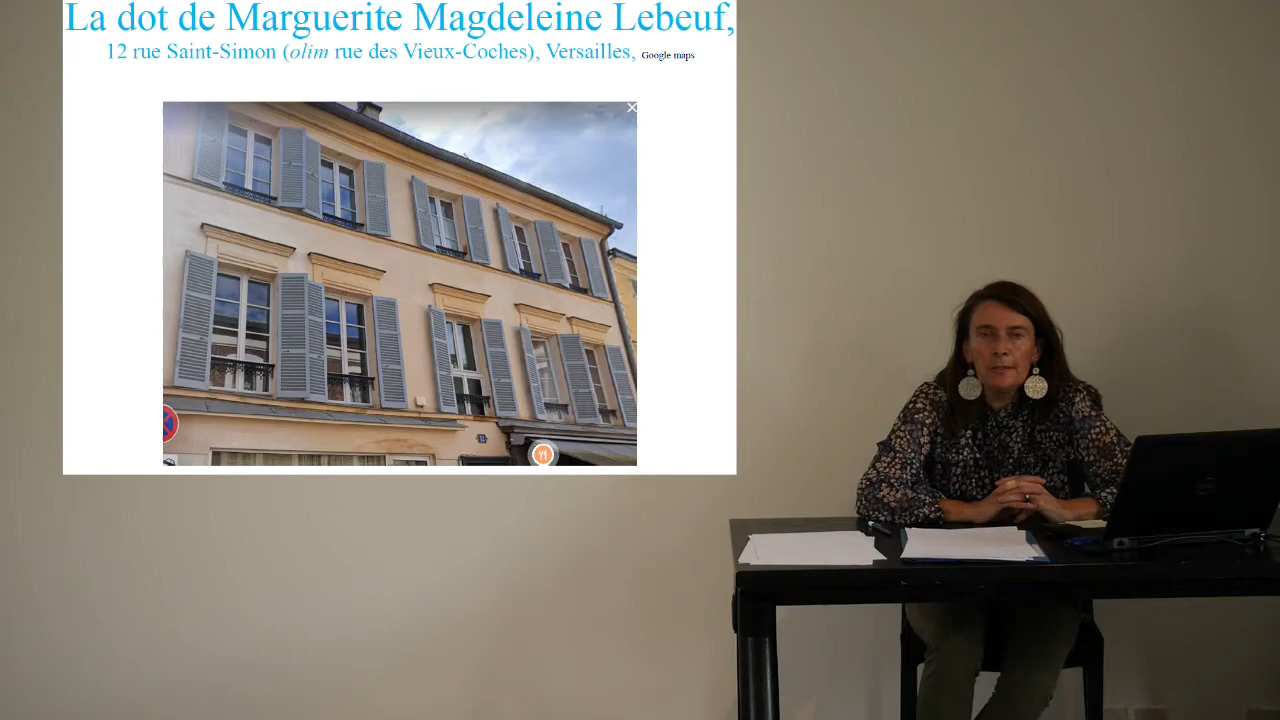 La dot de Marguerite Magdeleine Lebeuf,
12 rue Saint-Simon (olim rue des Vieux-Coches), Versailles, Google maps